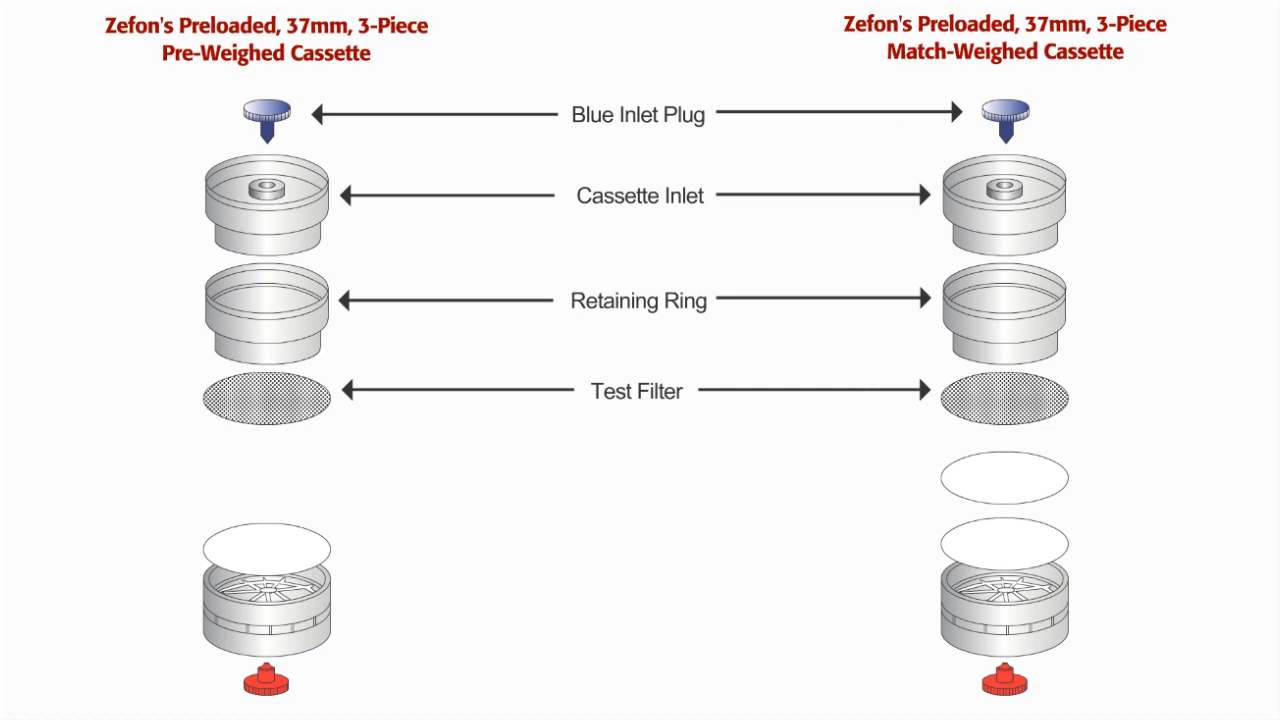 Zefon's Preloaded, 37mm, 3-Piece
Pre-Weighed Cassette
Zefon's Preloaded, 37mm, 3-Piece
Match-Weighed Cassette
Blue Inlet Plug
Cassette Inlet
Retaining Ring
Test Filter